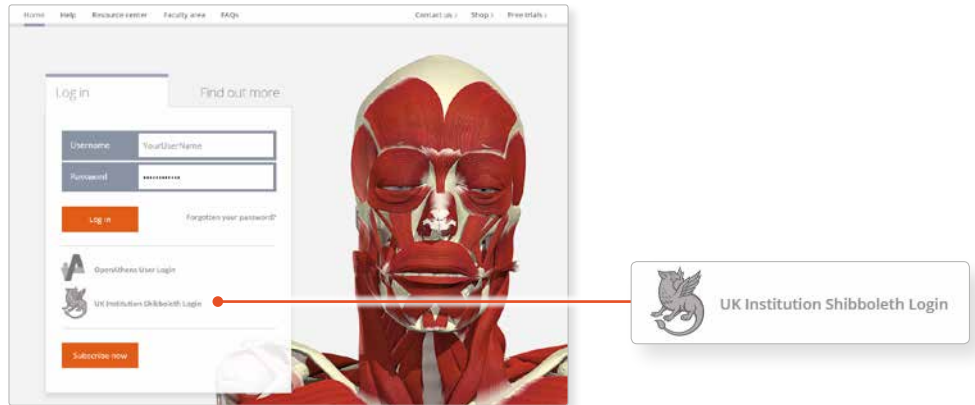 Home Help Resource center Faculty area FAQs Contact us › Shop › Free trials ›
Log in Find out more
Username YourUserName
Password ••••••••••••
Log in Forgotten your password?
OpenAthens User Login
UK Institution Shibboleth Login
UK Institution Shibboleth Login
Subscribe now